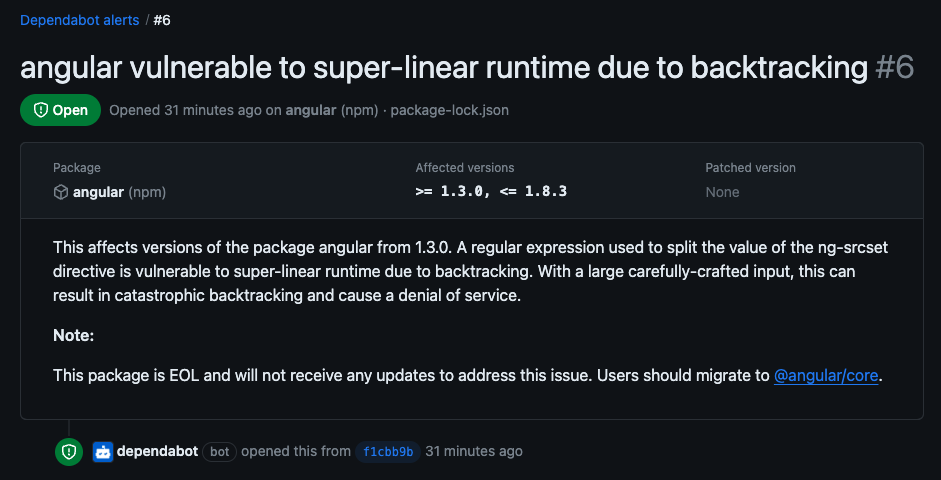 Dependabot alerts / #6
angular vulnerable to super-linear runtime due to backtracking #6
Open Opened 31 minutes ago on angular (npm) · package-lock.json
Package Affected versions Patched version
angular (npm) >= 1.3.0, <= 1.8.3 None
This affects versions of the package angular from 1.3.0. A regular expression used to split the value of the ng-srcset
directive is vulnerable to super-linear runtime due to backtracking. With a large carefully-crafted input, this can
result in catastrophic backtracking and cause a denial of service.
Note:
This package is EOL and will not receive any updates to address this issue. Users should migrate to @angular/core.
dependabot bot opened this from f1cbb9b 31 minutes ago